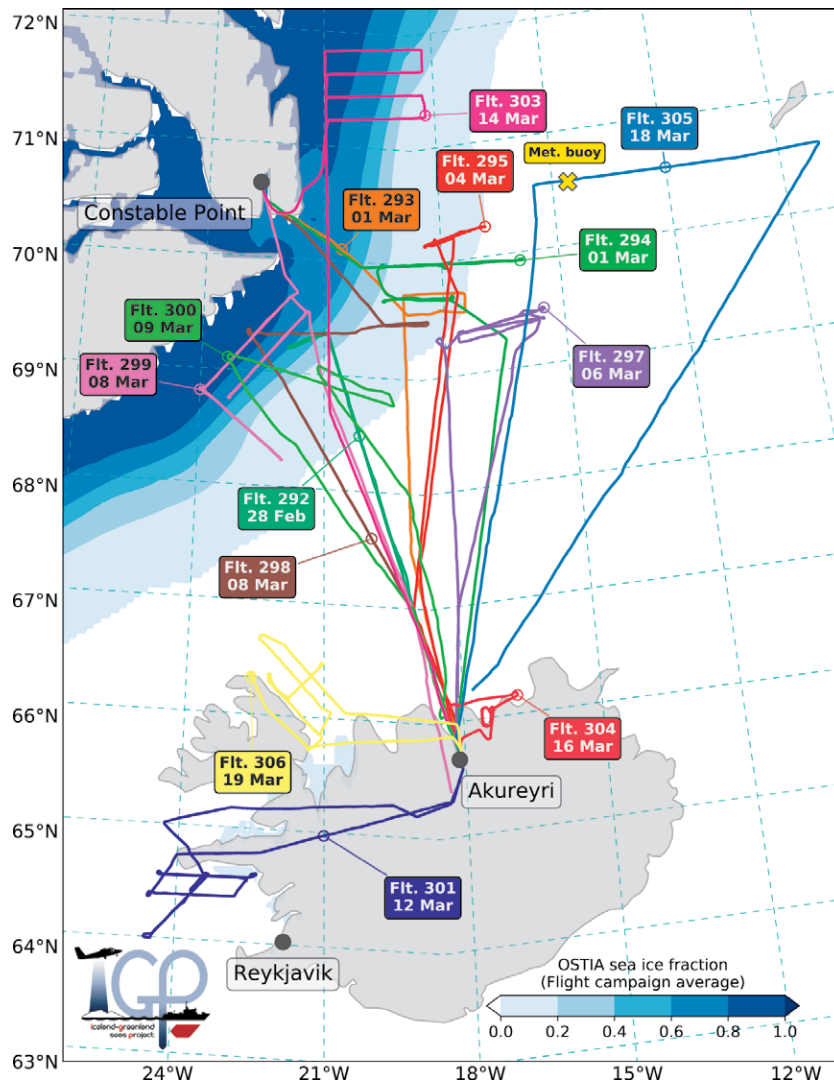 72°N
71°N
70°N
69°N
68°N
67°N
66°N
65°N
64°N
63°N
24°W
21°W
18°W
15°W
12°W
Flt. 303
14 Mar
Flt. 305
18 Mar
Met. buoy
Flt. 295
04 Mar
Constable Point
Flt. 293
01 Mar
Flt. 294
01 Mar
Flt. 300
09 Mar
Flt. 299
08 Mar
Flt. 297
06 Mar
Flt. 292
28 Feb
Flt. 298
08 Mar
Flt. 304
16 Mar
Flt. 306
19 Mar
Akureyri
Flt. 301
12 Mar
Reykjavik
IGP
iceland-greenland
seas project
OSTIA sea ice fraction
(Flight campaign average)
0.0 0.2 0.4 0.6 0.8 1.0